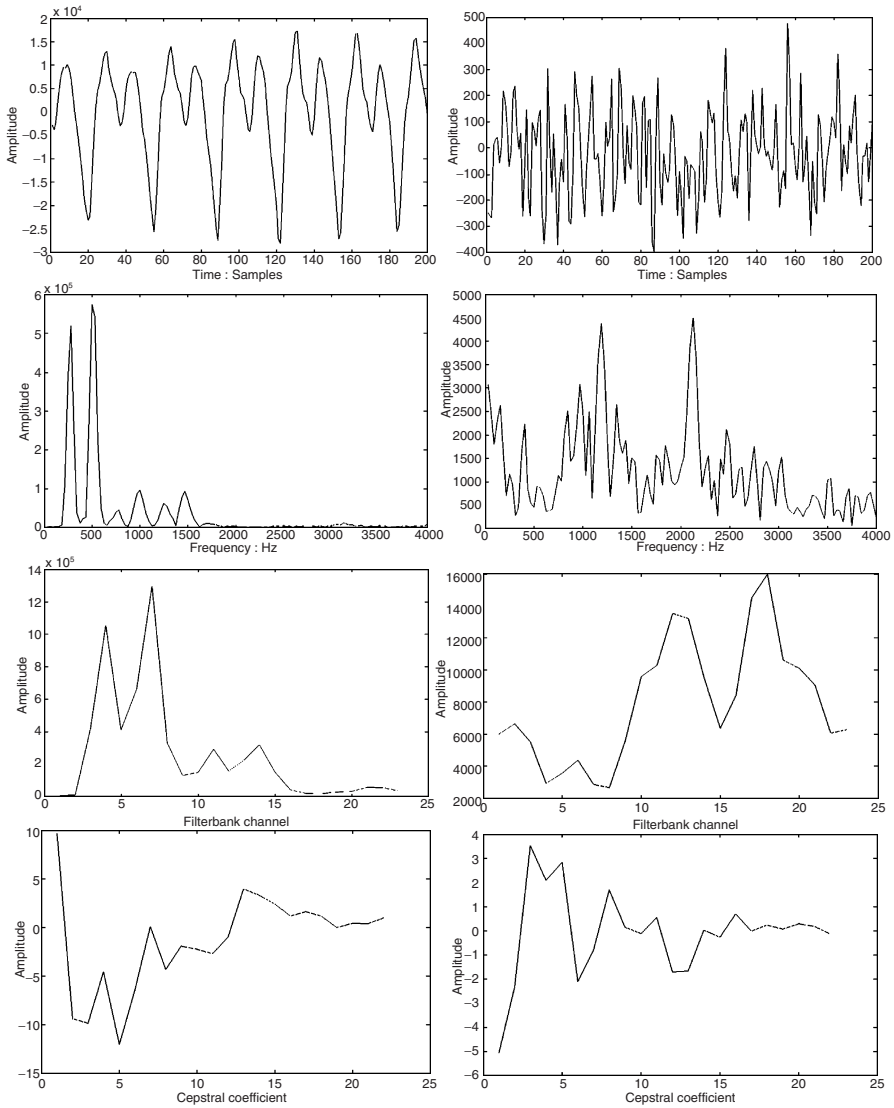 2 x 10⁴
1.5
1
0.5
0
−0.5
−1
−1.5
−2
−2.5
−3
Amplitude
0 20 40 60 80 100 120 140 160 180 200
Time : Samples
500
400
300
200
100
0
−100
−200
−300
−400
Amplitude
0 20 40 60 80 100 120 140 160 180 200
Time : Samples
6 x 10⁵
5
4
3
2
1
0
Amplitude
0 500 1000 1500 2000 2500 3000 3500 4000
Frequency : Hz
5000
4500
4000
3500
3000
2500
2000
1500
1000
500
0
Amplitude
0 500 1000 1500 2000 2500 3000 3500 4000
Frequency : Hz
14 x 10⁵
12
10
8
6
4
2
0
Amplitude
0 5 10 15 20 25
Filterbank channel
16000
14000
12000
10000
8000
6000
4000
2000
Amplitude
0 5 10 15 20 25
Filterbank channel
10
5
0
−5
−10
−15
Amplitude
0 5 10 15 20 25
Cepstral coefficient
4
3
2
1
0
−1
−2
−3
−4
−5
−6
Amplitude
0 5 10 15 20 25
Cepstral coefficient